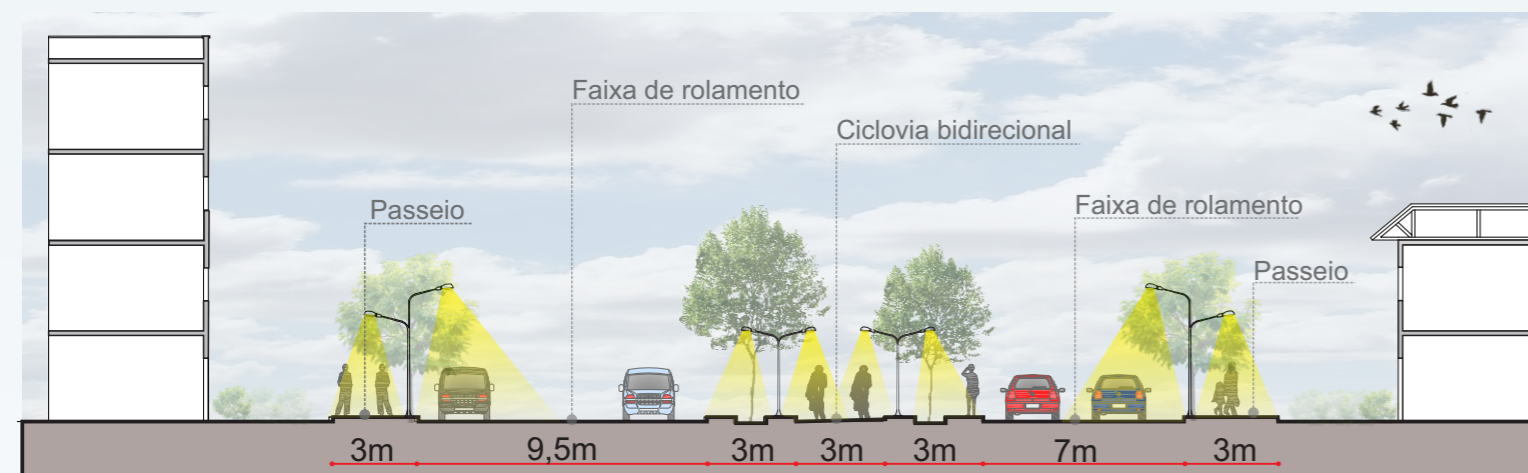 Faixa de rolamento
Ciclovia bidirecional
Passeio
Faixa de rolamento
Passeio
3m
9,5m
3m
3m
3m
7m
3m